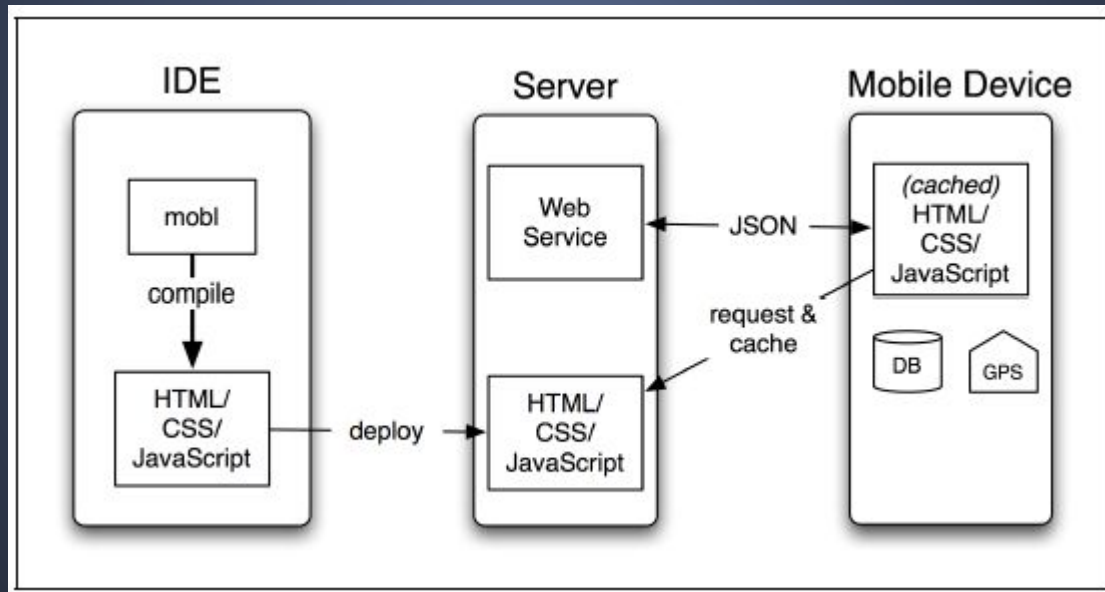 IDE
mobl
compile
HTML/
CSS/
JavaScript
deploy
Server
Web
Service
HTML/
CSS/
JavaScript
JSON
request &
cache
Mobile Device
(cached)
HTML/
CSS/
JavaScript
DB
GPS